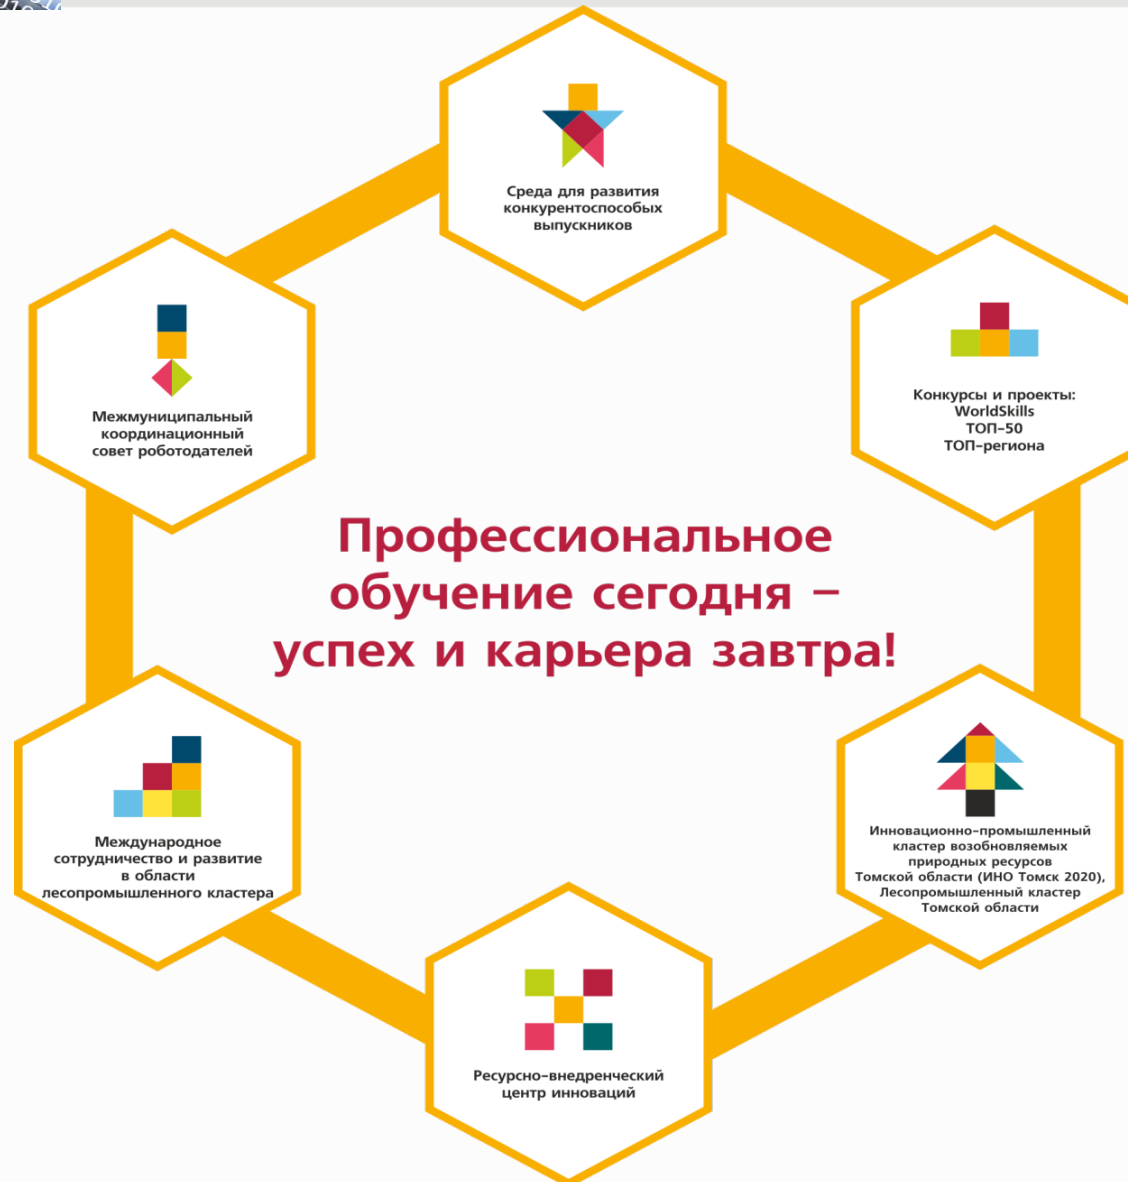 Среда для развития
конкурентоспособых
выпускников
Межмуниципальный
координационный
совет роботодателей
Конкурсы и проекты:
WorldSkills
ТОП-50
ТОП-региона
Профессиональное
обучение сегодня –
успех и карьера завтра!
Международное
сотрудничество и развитие
в области
лесопромышленного кластера
Инновационно-промышленный
кластер возобновляемых
природных ресурсов
Томской области (ИНО Томск 2020),
Лесопромышленный кластер
Томской области
Ресурсно-внедренческий
центр инноваций